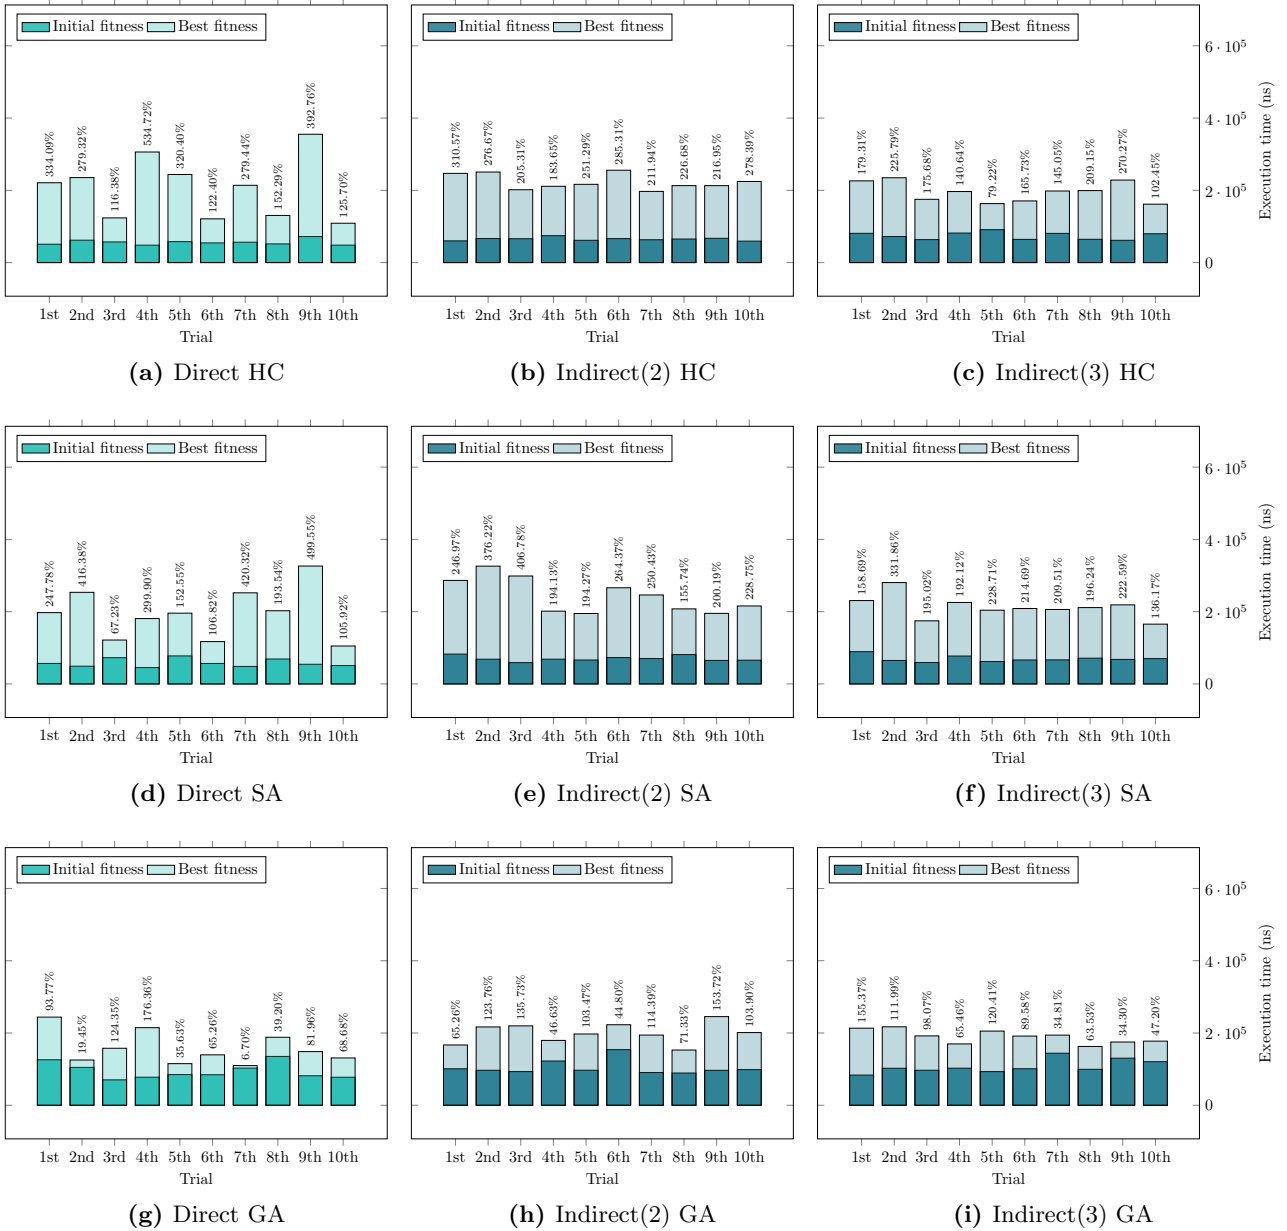 Initial fitness Best fitness
334.09% 279.32% 116.38% 534.72% 320.40% 122.40% 279.44% 152.29% 392.76% 125.70%
1st 2nd 3rd 4th 5th 6th 7th 8th 9th 10th
Trial
(a) Direct HC
Initial fitness Best fitness
310.57% 276.67% 205.31% 183.65% 251.29% 285.31% 211.94% 226.68% 216.95% 278.39%
1st 2nd 3rd 4th 5th 6th 7th 8th 9th 10th
Trial
(b) Indirect(2) HC
Initial fitness Best fitness
179.31% 225.79% 175.68% 140.64% 79.22% 165.73% 145.05% 209.15% 270.27% 102.45%
1st 2nd 3rd 4th 5th 6th 7th 8th 9th 10th
Trial
6 · 10⁵
4 · 10⁵
2 · 10⁵
0
Execution time (ns)
(c) Indirect(3) HC
Initial fitness Best fitness
247.78% 416.38% 67.23% 299.90% 152.55% 106.82% 420.32% 193.54% 499.55% 105.92%
1st 2nd 3rd 4th 5th 6th 7th 8th 9th 10th
Trial
(d) Direct SA
Initial fitness Best fitness
246.97% 376.22% 406.78% 194.13% 194.27% 264.37% 250.43% 155.74% 200.19% 228.75%
1st 2nd 3rd 4th 5th 6th 7th 8th 9th 10th
Trial
(e) Indirect(2) SA
Initial fitness Best fitness
158.69% 331.86% 195.02% 192.12% 228.71% 214.69% 209.51% 196.24% 222.59% 136.17%
1st 2nd 3rd 4th 5th 6th 7th 8th 9th 10th
Trial
6 · 10⁵
4 · 10⁵
2 · 10⁵
0
Execution time (ns)
(f) Indirect(3) SA
Initial fitness Best fitness
93.77% 19.45% 124.35% 176.36% 35.63% 65.26% 6.70% 39.20% 81.96% 68.68%
1st 2nd 3rd 4th 5th 6th 7th 8th 9th 10th
Trial
(g) Direct GA
Initial fitness Best fitness
65.26% 123.76% 135.73% 46.63% 103.47% 44.80% 114.39% 71.33% 153.72% 103.90%
1st 2nd 3rd 4th 5th 6th 7th 8th 9th 10th
Trial
(h) Indirect(2) GA
Initial fitness Best fitness
155.37% 111.99% 98.07% 65.46% 120.41% 89.58% 34.81% 63.53% 34.30% 47.20%
1st 2nd 3rd 4th 5th 6th 7th 8th 9th 10th
Trial
6 · 10⁵
4 · 10⁵
2 · 10⁵
0
Execution time (ns)
(i) Indirect(3) GA